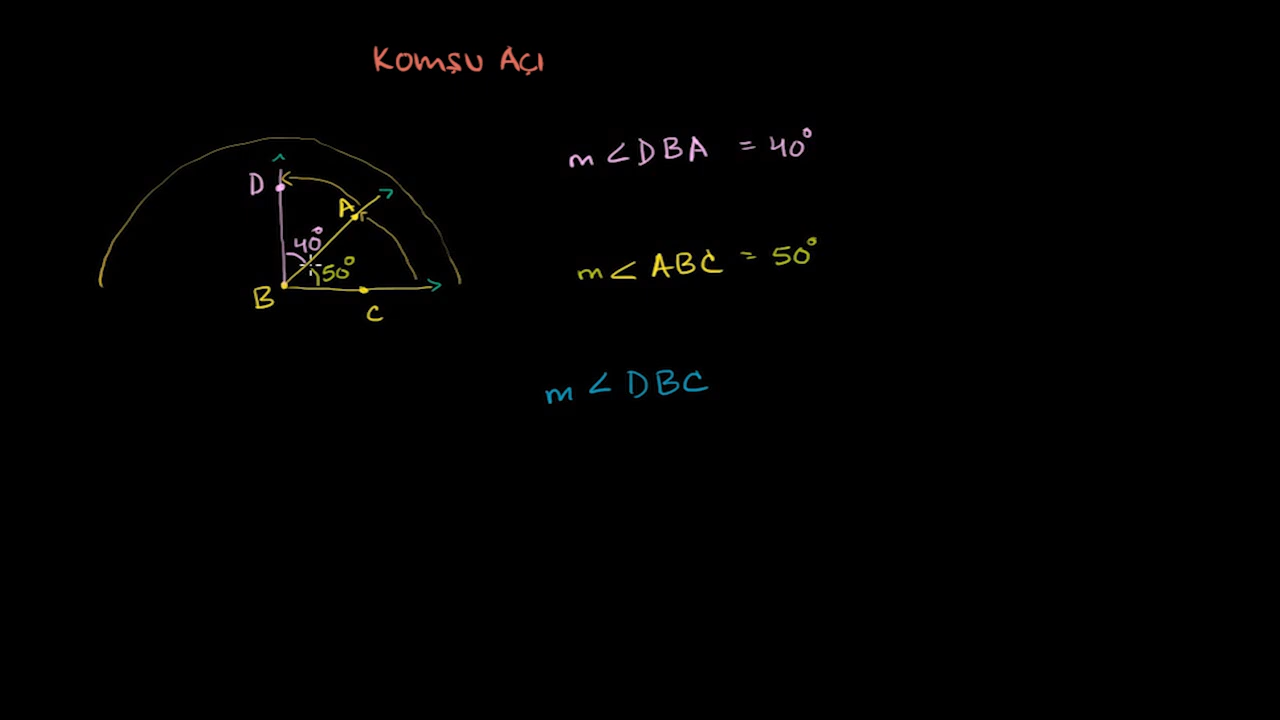 Komşu Açı
m∠DBA = 40°
D
A
40°
50°
B
C
m∠ABC = 50°
m∠DBC